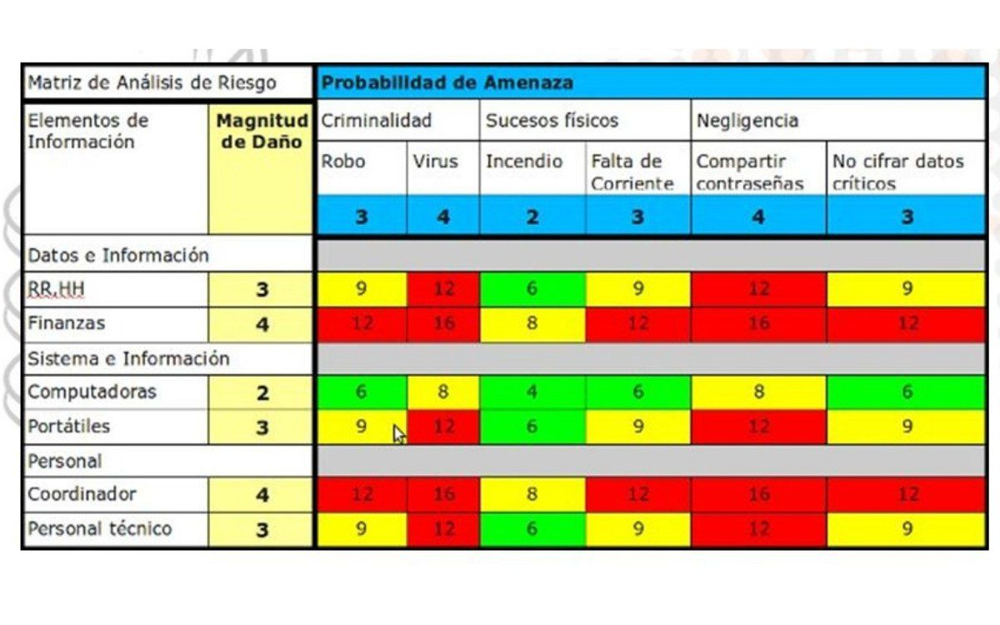 Matriz de Análisis de Riesgo Probabilidad de Amenaza
Elementos de Información Magnitud de Daño Criminalidad Sucesos físicos Negligencia
Robo Virus Incendio Falta de Corriente Compartir contraseñas No cifrar datos críticos
3 4 2 3 4 3
Datos e Información
RR.HH 3 9 12 6 9 12 9
Finanzas 4 12 16 8 12 16 12
Sistema e Información
Computadoras 2 6 8 4 6 8 6
Portátiles 3 9 12 6 9 12 9
Personal
Coordinador 4 12 16 8 12 16 12
Personal técnico 3 9 12 6 9 12 9